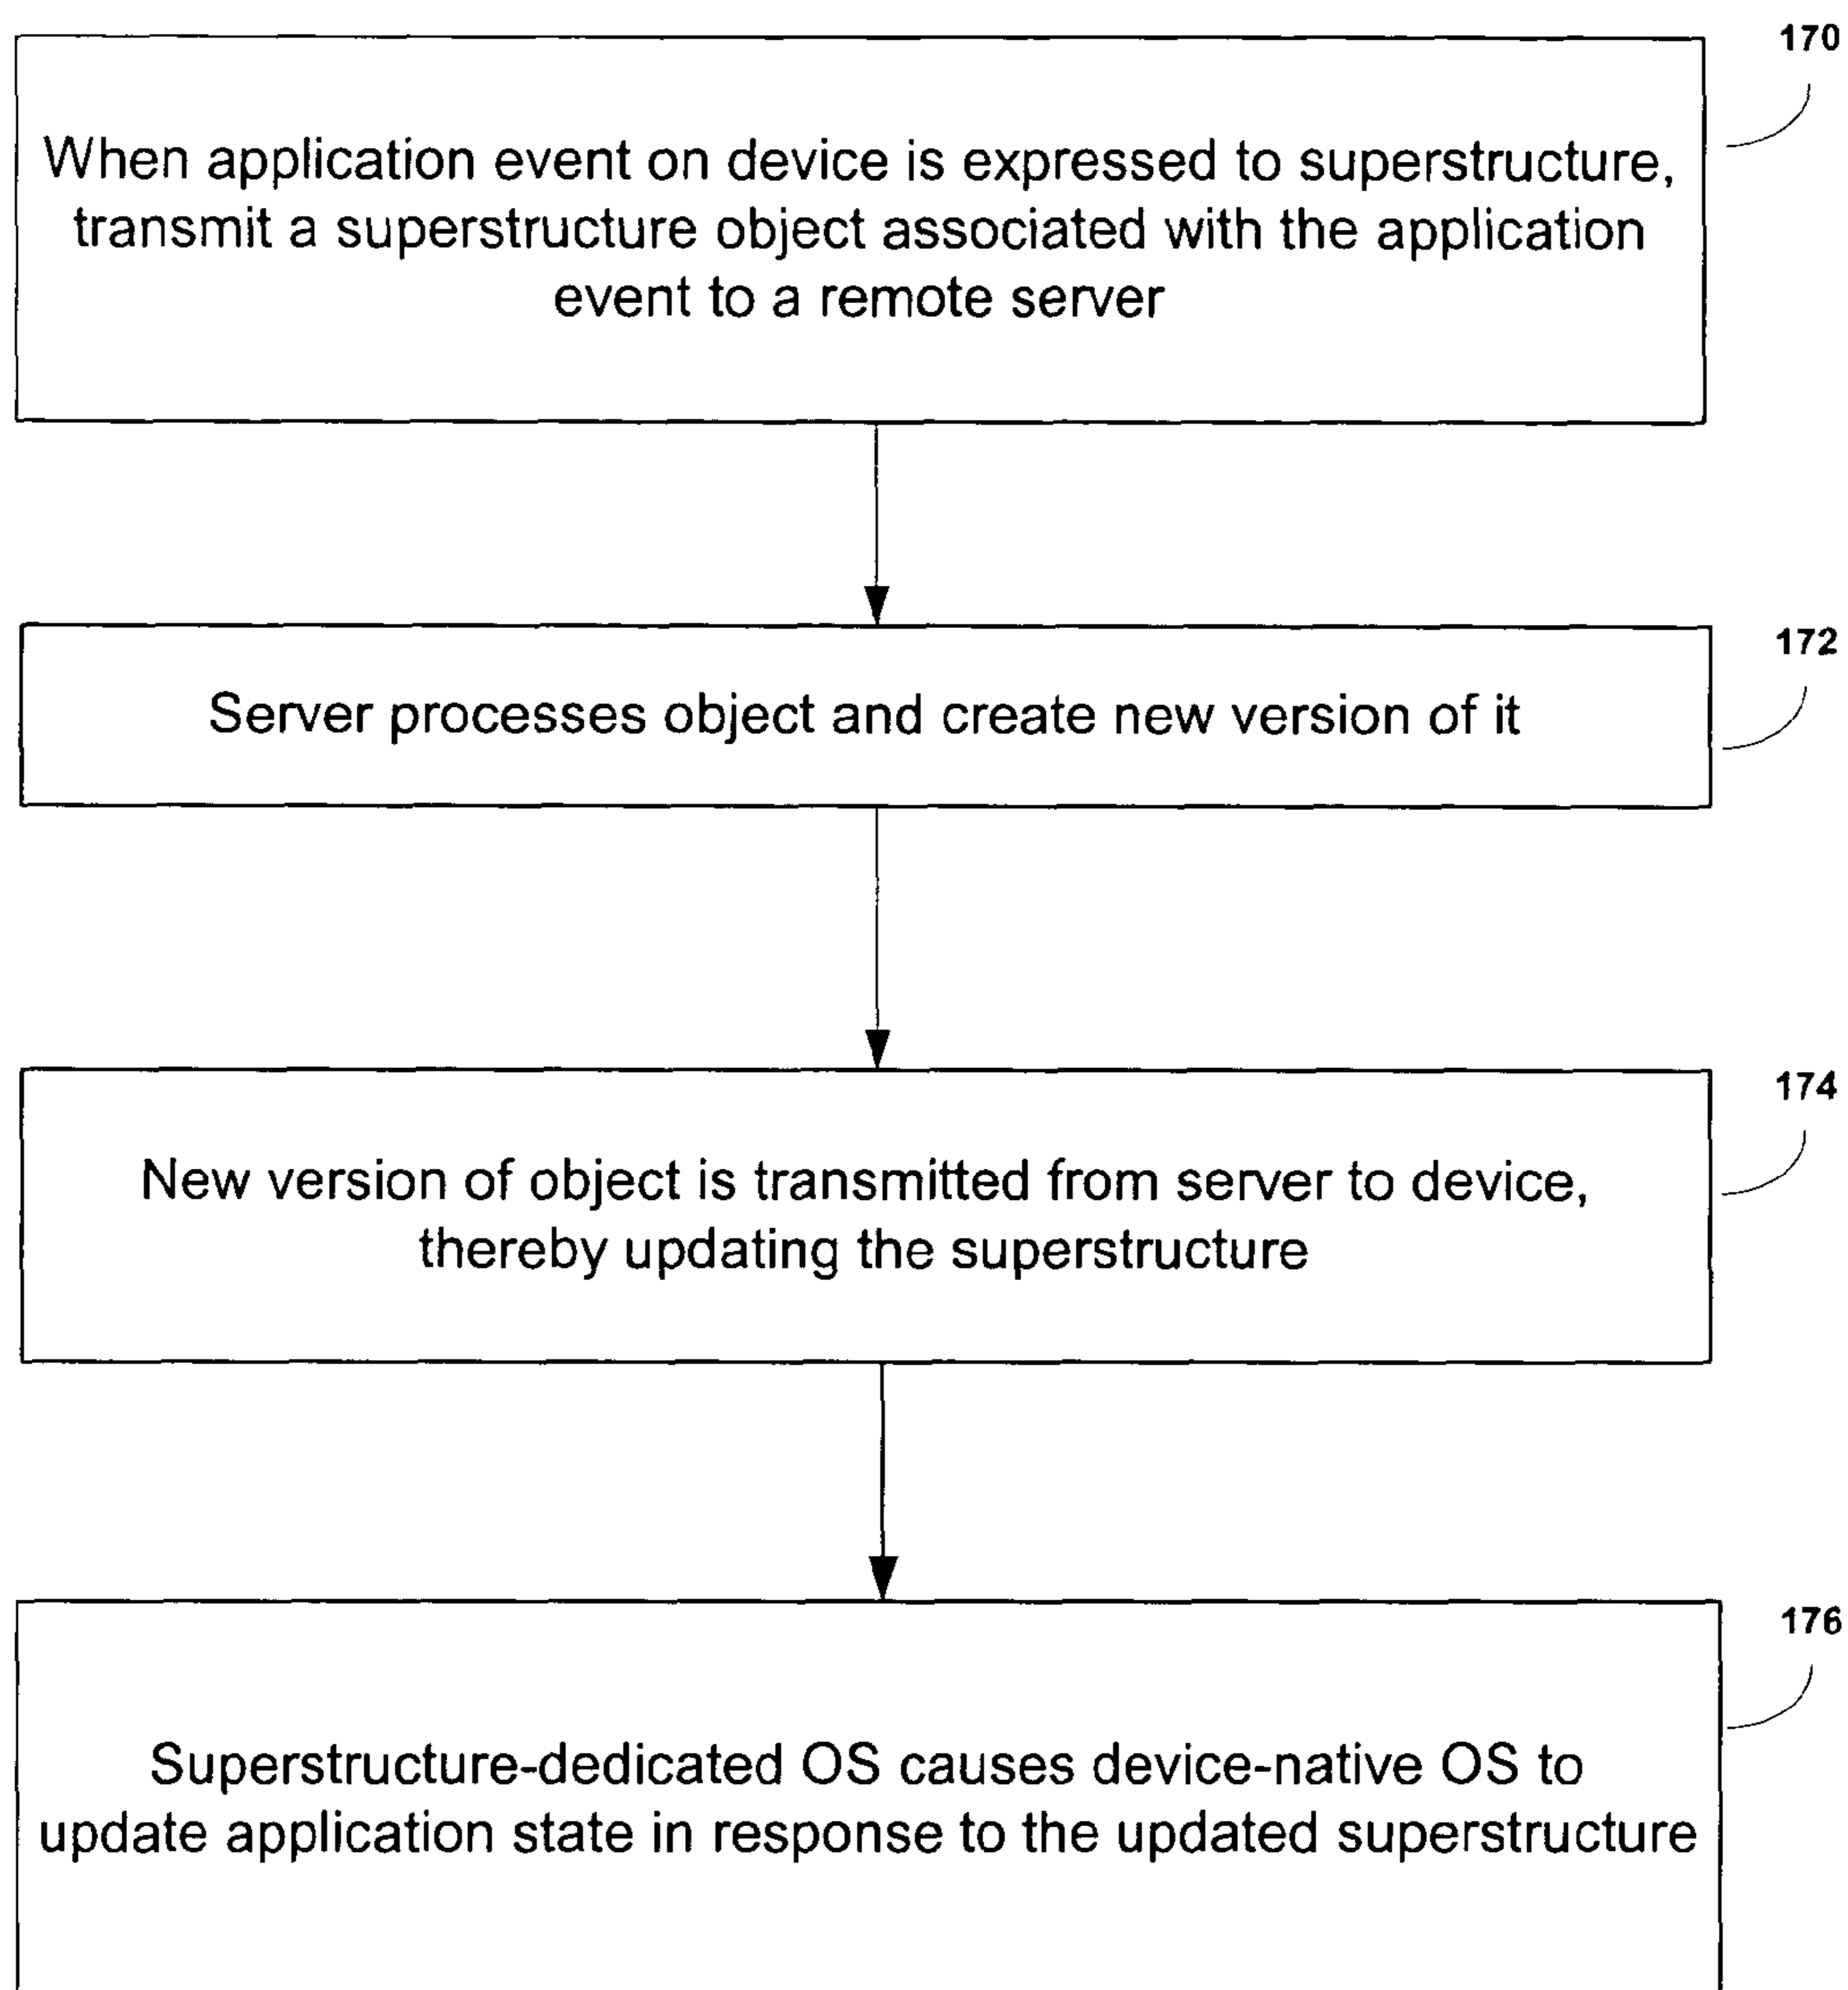 170
When application event on device is expressed to superstructure,
transmit a superstructure object associated with the application
event to a remote server
172
Server processes object and create new version of it
174
New version of object is transmitted from server to device,
thereby updating the superstructure
176
Superstructure-dedicated OS causes device-native OS to
update application state in response to the updated superstructure